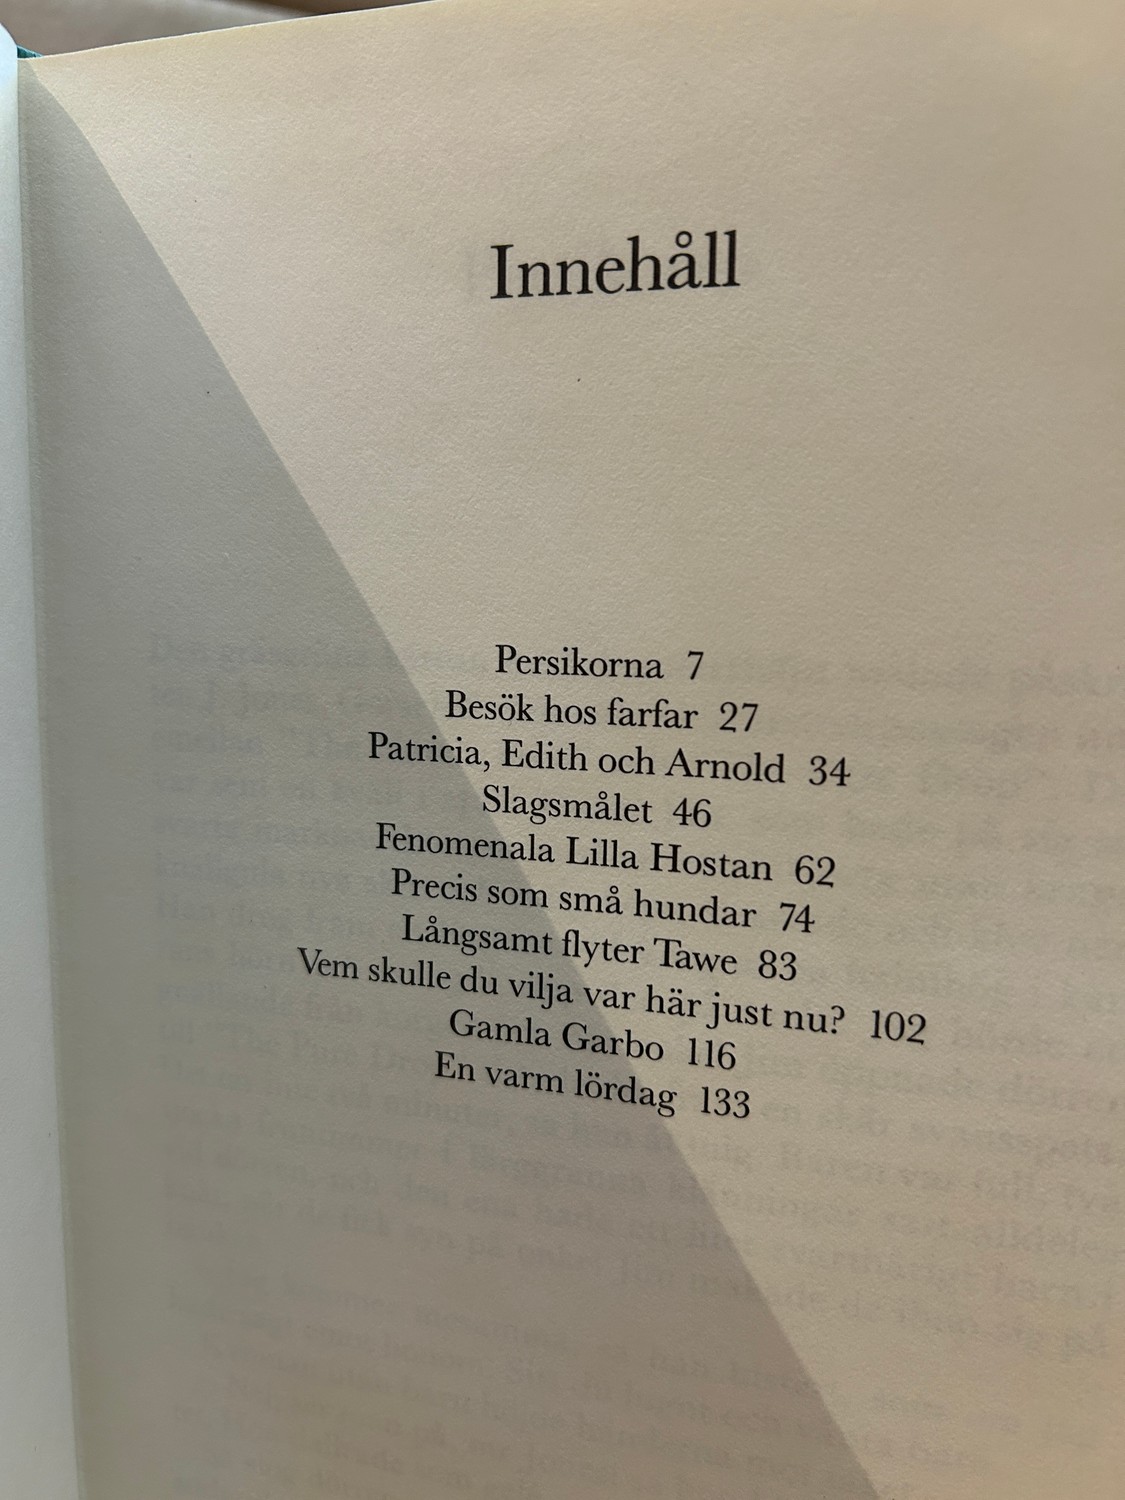 Innehåll
Persikorna 7
Besök hos farfar 27
Patricia, Edith och Arnold 34
Slagsmålet 46
Fenomenala Lilla Hostan 62
Precis som små hundar 74
Långsamt flyter Tawe 83
Vem skulle du vilja var här just nu? 102
Gamla Garbo 116
En varm lördag 133